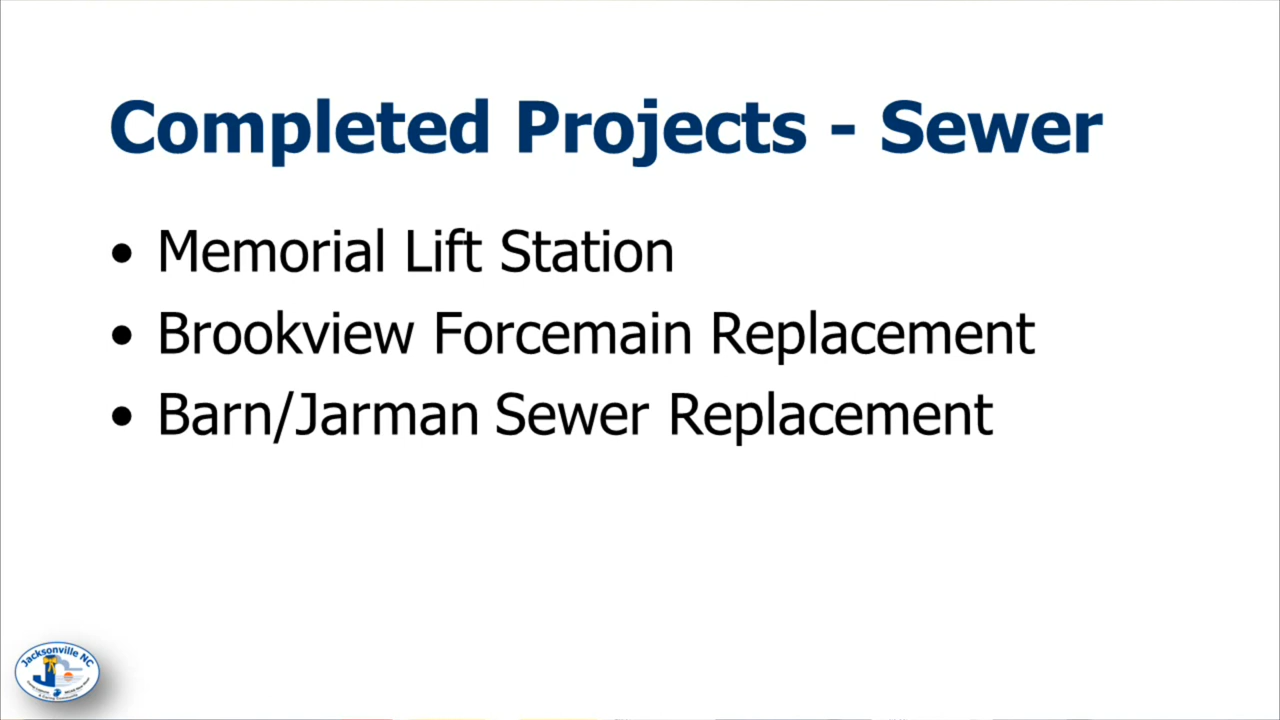 Completed Projects - Sewer
• Memorial Lift Station
• Brookview Forcemain Replacement
• Barn/Jarman Sewer Replacement
Jacksonville NC